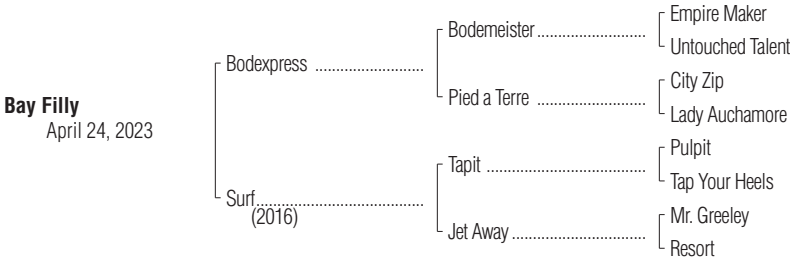 Empire Maker
Bodemeister
Untouched Talent
Bodexpress
City Zip
Pied a Terre
Lady Auchamore
Bay Filly
April 24, 2023
Pulpit
Tapit
Tap Your Heels
Surf
(2016)
Mr. Greeley
Jet Away
Resort